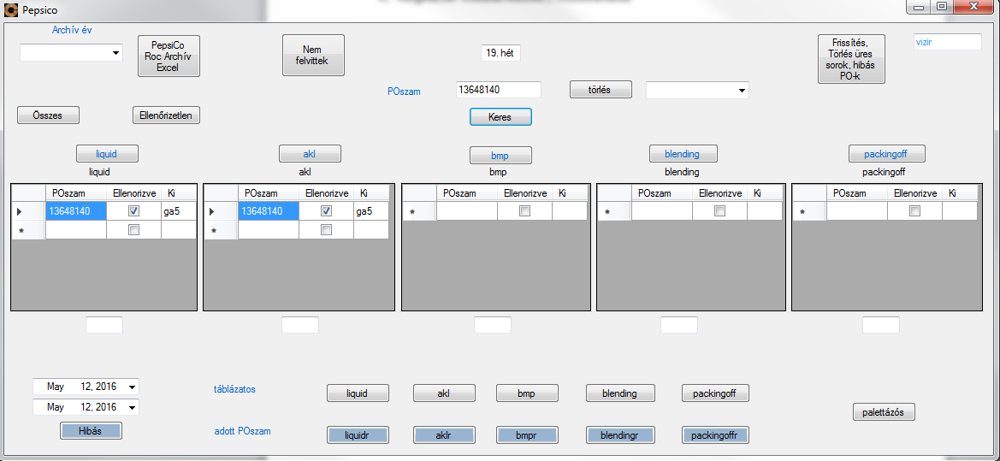 Pepsico
Archív év
PepsiCo
Roc Archív
Excel
Nem
felvittek
19. hét
Frissítés,
Törlés üres
sorok, hibás
PO-k
vizir
POszam
13648140
törlés
Összes
Ellenőrizetlen
Keres
liquid
akl
bmp
blending
packingoff
liquid
akl
bmp
blending
packingoff
POszam Ellenorizve Ki
13648140 ga5
*
POszam Ellenorizve Ki
13648140 ga5
*
POszam Ellenorizve Ki
*
POszam Ellenorizve Ki
*
POszam Ellenorizve Ki
*
May 12, 2016
May 12, 2016
Hibás
táblázatos
liquid
akl
bmp
blending
packingoff
adott POszam
liquidr
aklr
bmpr
blendingr
packingoffr
palettázós